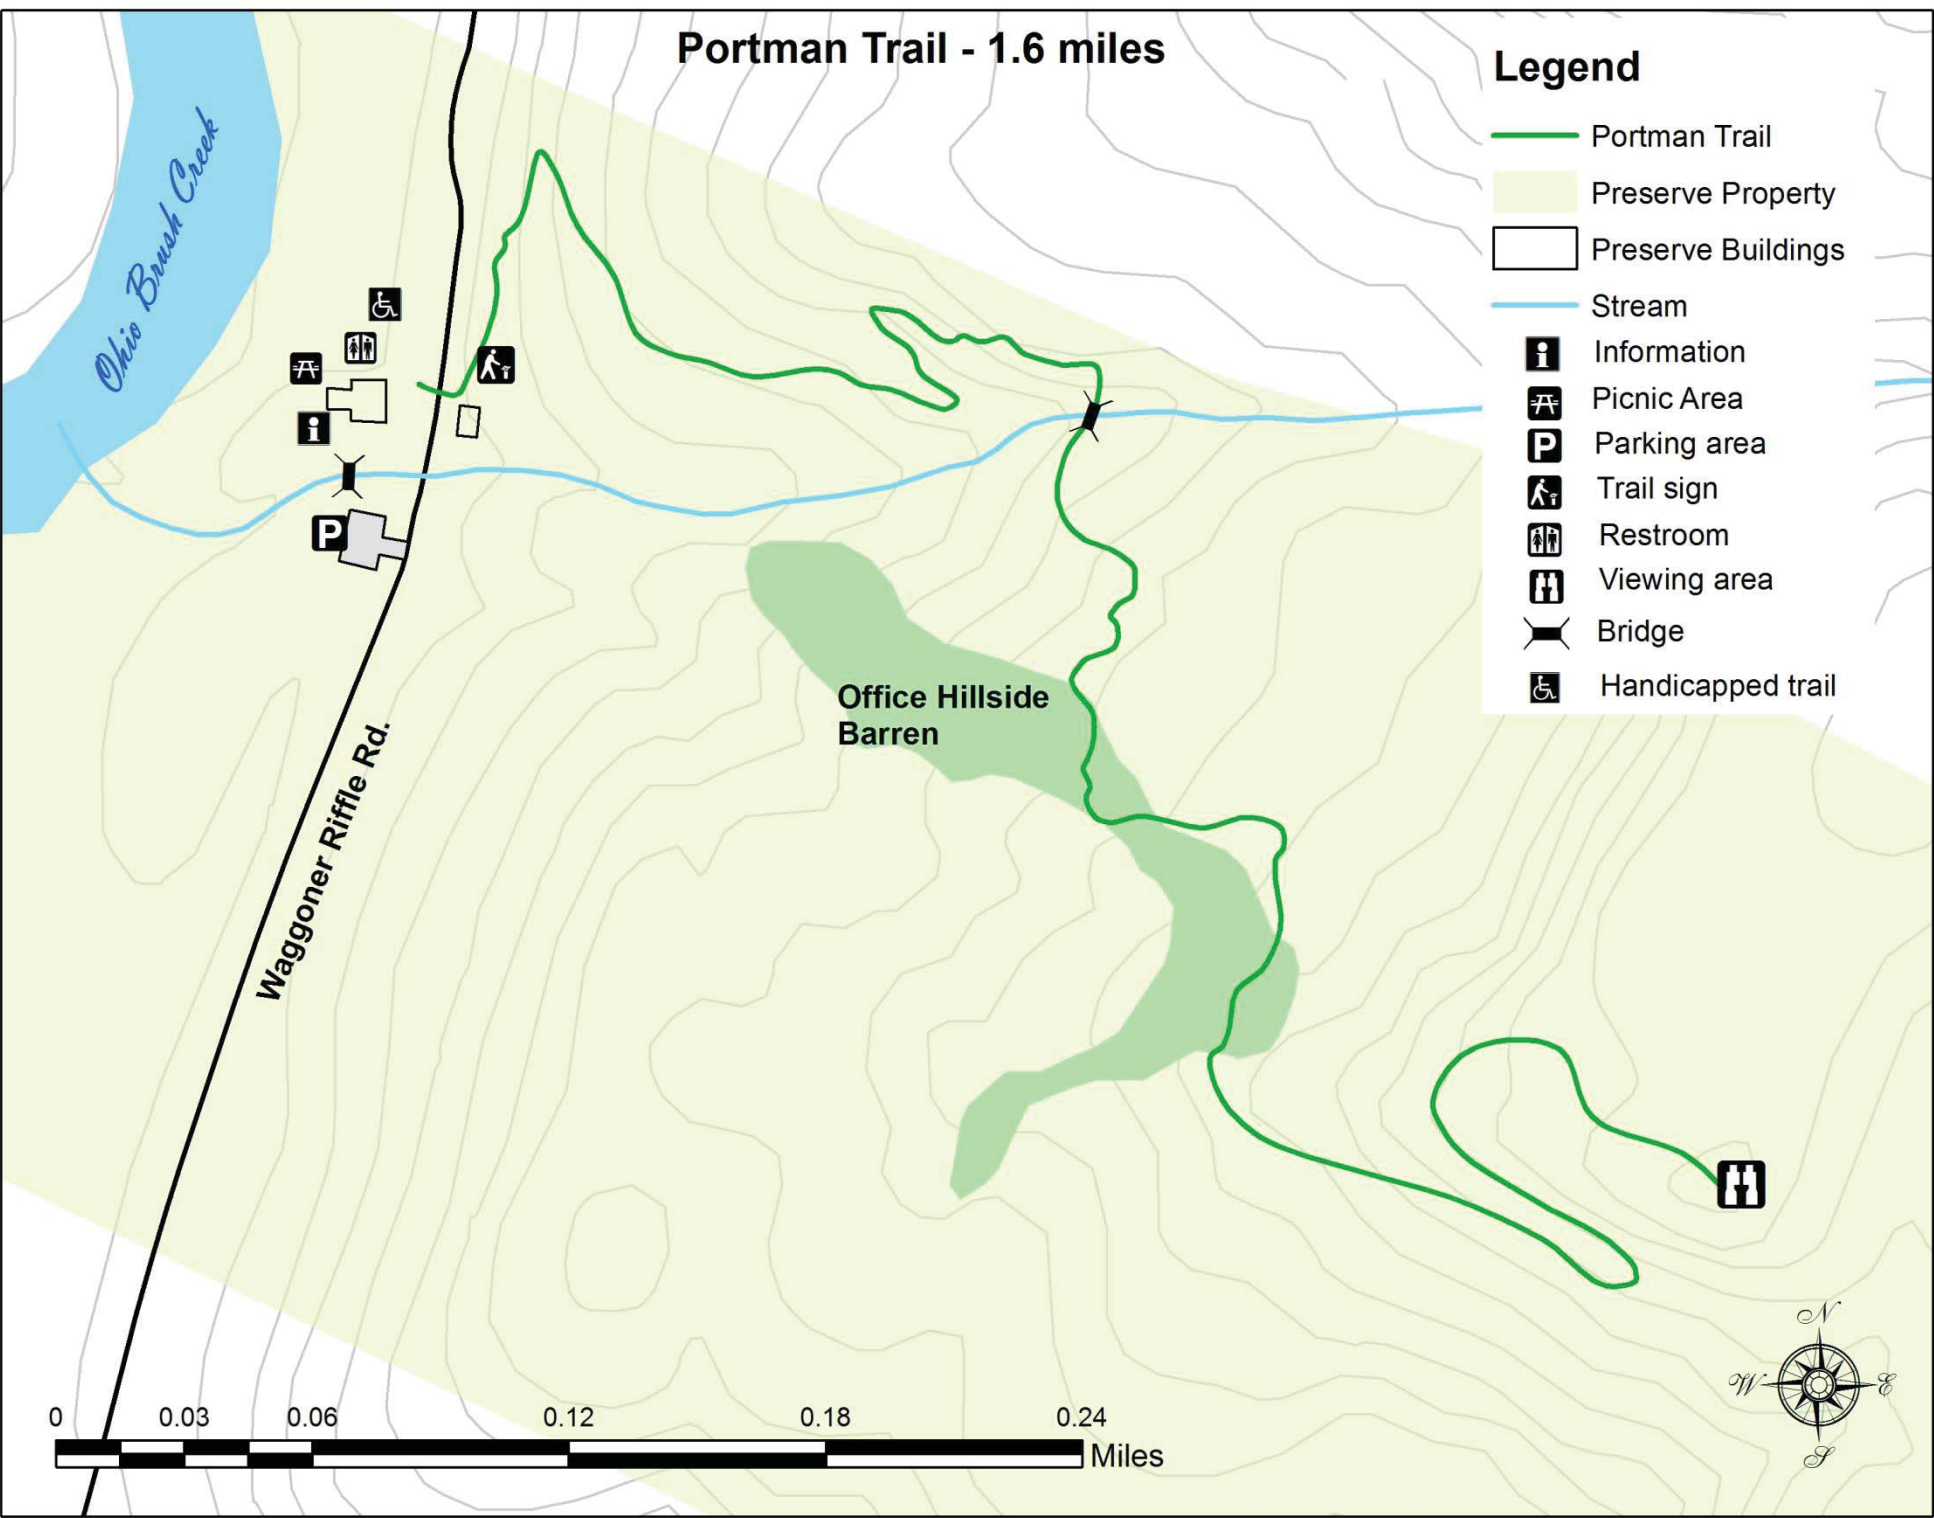 Portman Trail - 1.6 miles
Legend
Portman Trail
Preserve Property
Preserve Buildings
Stream
i Information
Picnic Area
P Parking area
Trail sign
Restroom
Viewing area
Bridge
Handicapped trail
Ohio Brush Creek
i
P
Office Hillside
Barren
Waggoner Riffle Rd.
N
W E
S
0 0.03 0.06 0.12 0.18 0.24
Miles